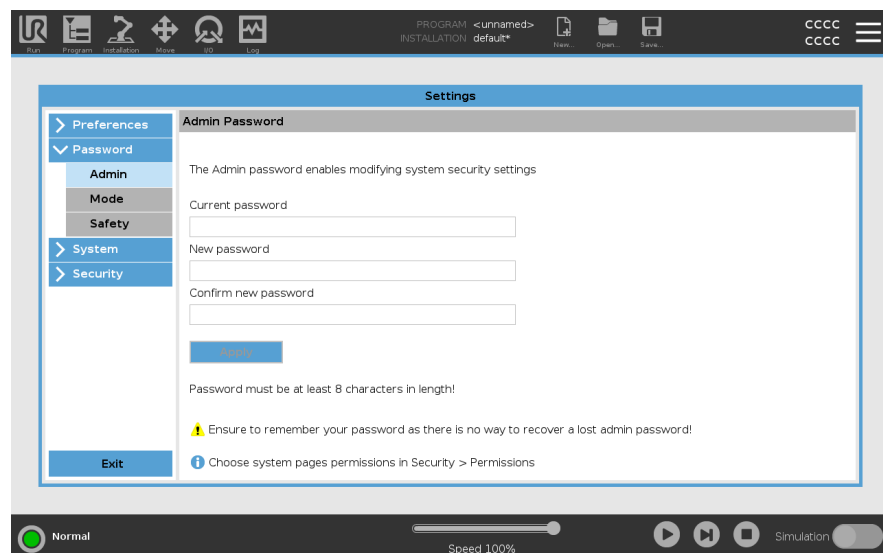 PROGRAM <unnamed>
INSTALLATION default*
CCCC
CCCC
Run Program Installation Move I/O Log New... Open... Save...
Settings
Preferences
Password
Admin
Mode
Safety
System
Security
Exit
Admin Password
The Admin password enables modifying system security settings
Current password
New password
Confirm new password
Apply
Password must be at least 8 characters in length!
Ensure to remember your password as there is no way to recover a lost admin password!
Choose system pages permissions in Security > Permissions
Normal
Speed 100%
Simulation